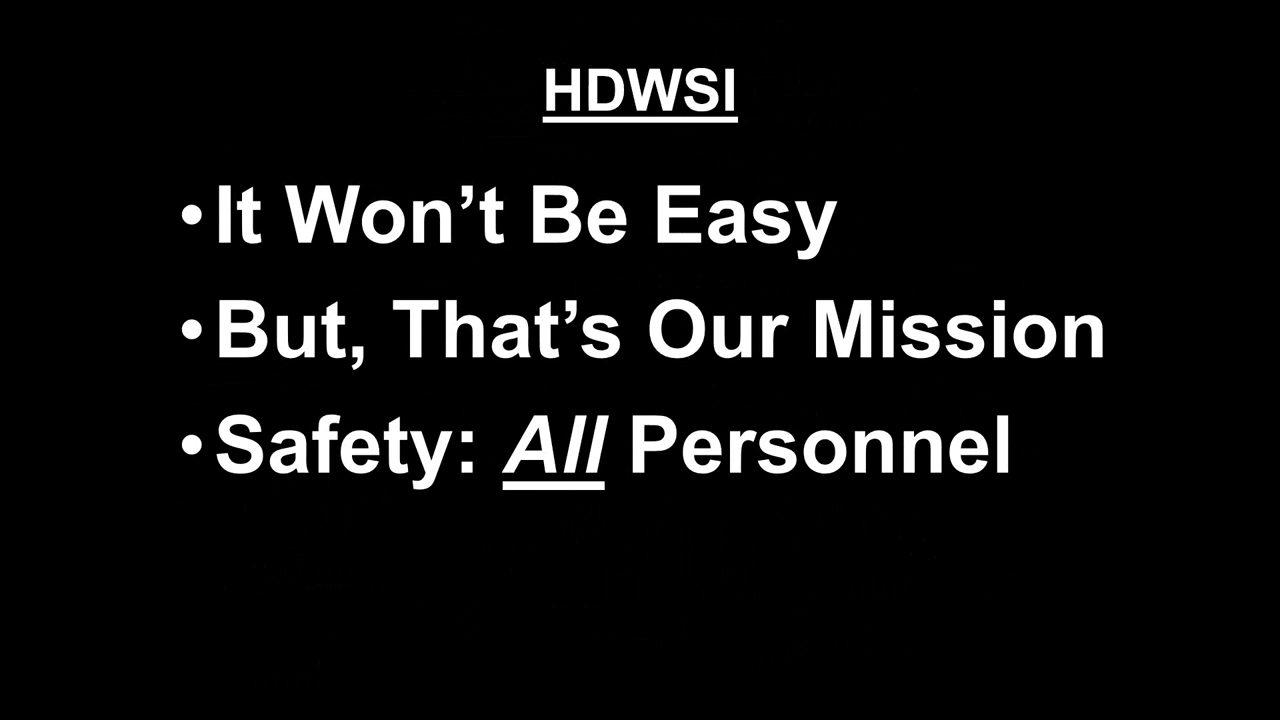 HDWSI
•It Won’t Be Easy
•But, That’s Our Mission
•Safety: All Personnel